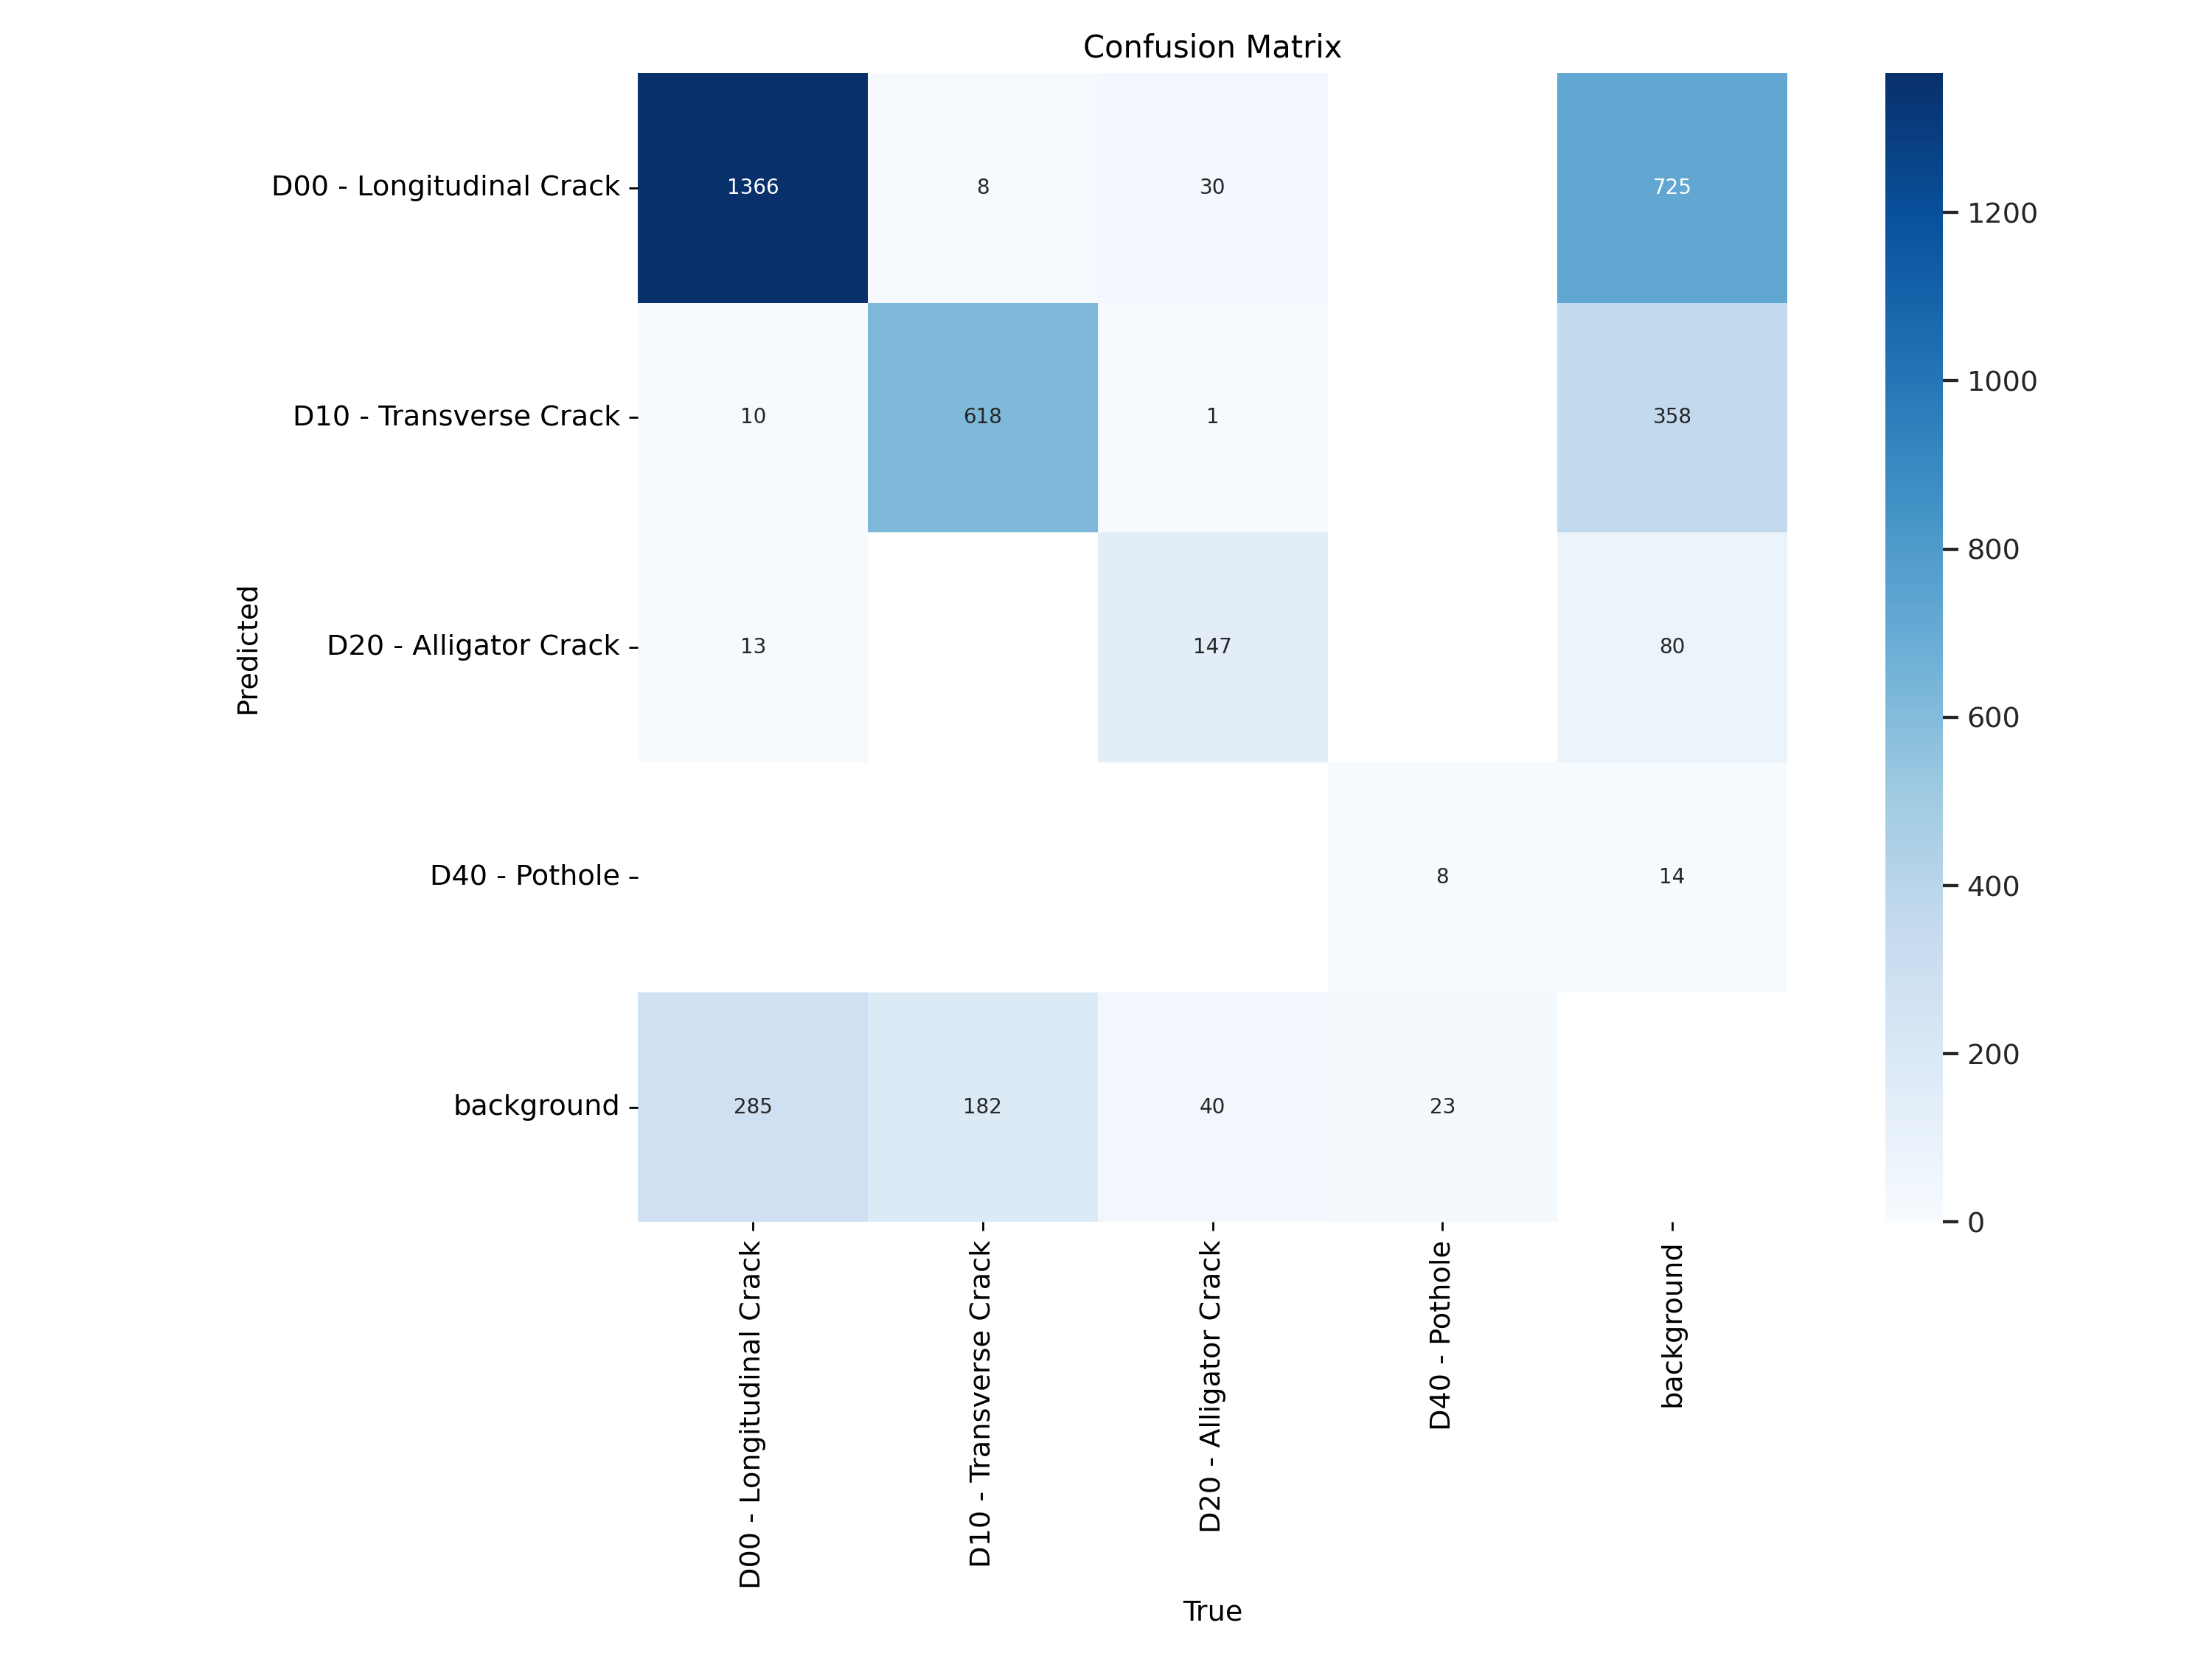 Confusion Matrix
D00 - Longitudinal Crack
1366 8 30 725
D10 - Transverse Crack
10 618 1 358
D20 - Alligator Crack
13 147 80
D40 - Pothole
8 14
background
285 182 40 23
Predicted
D00 - Longitudinal Crack
D10 - Transverse Crack
D20 - Alligator Crack
D40 - Pothole
background
True
1200
1000
800
600
400
200
0